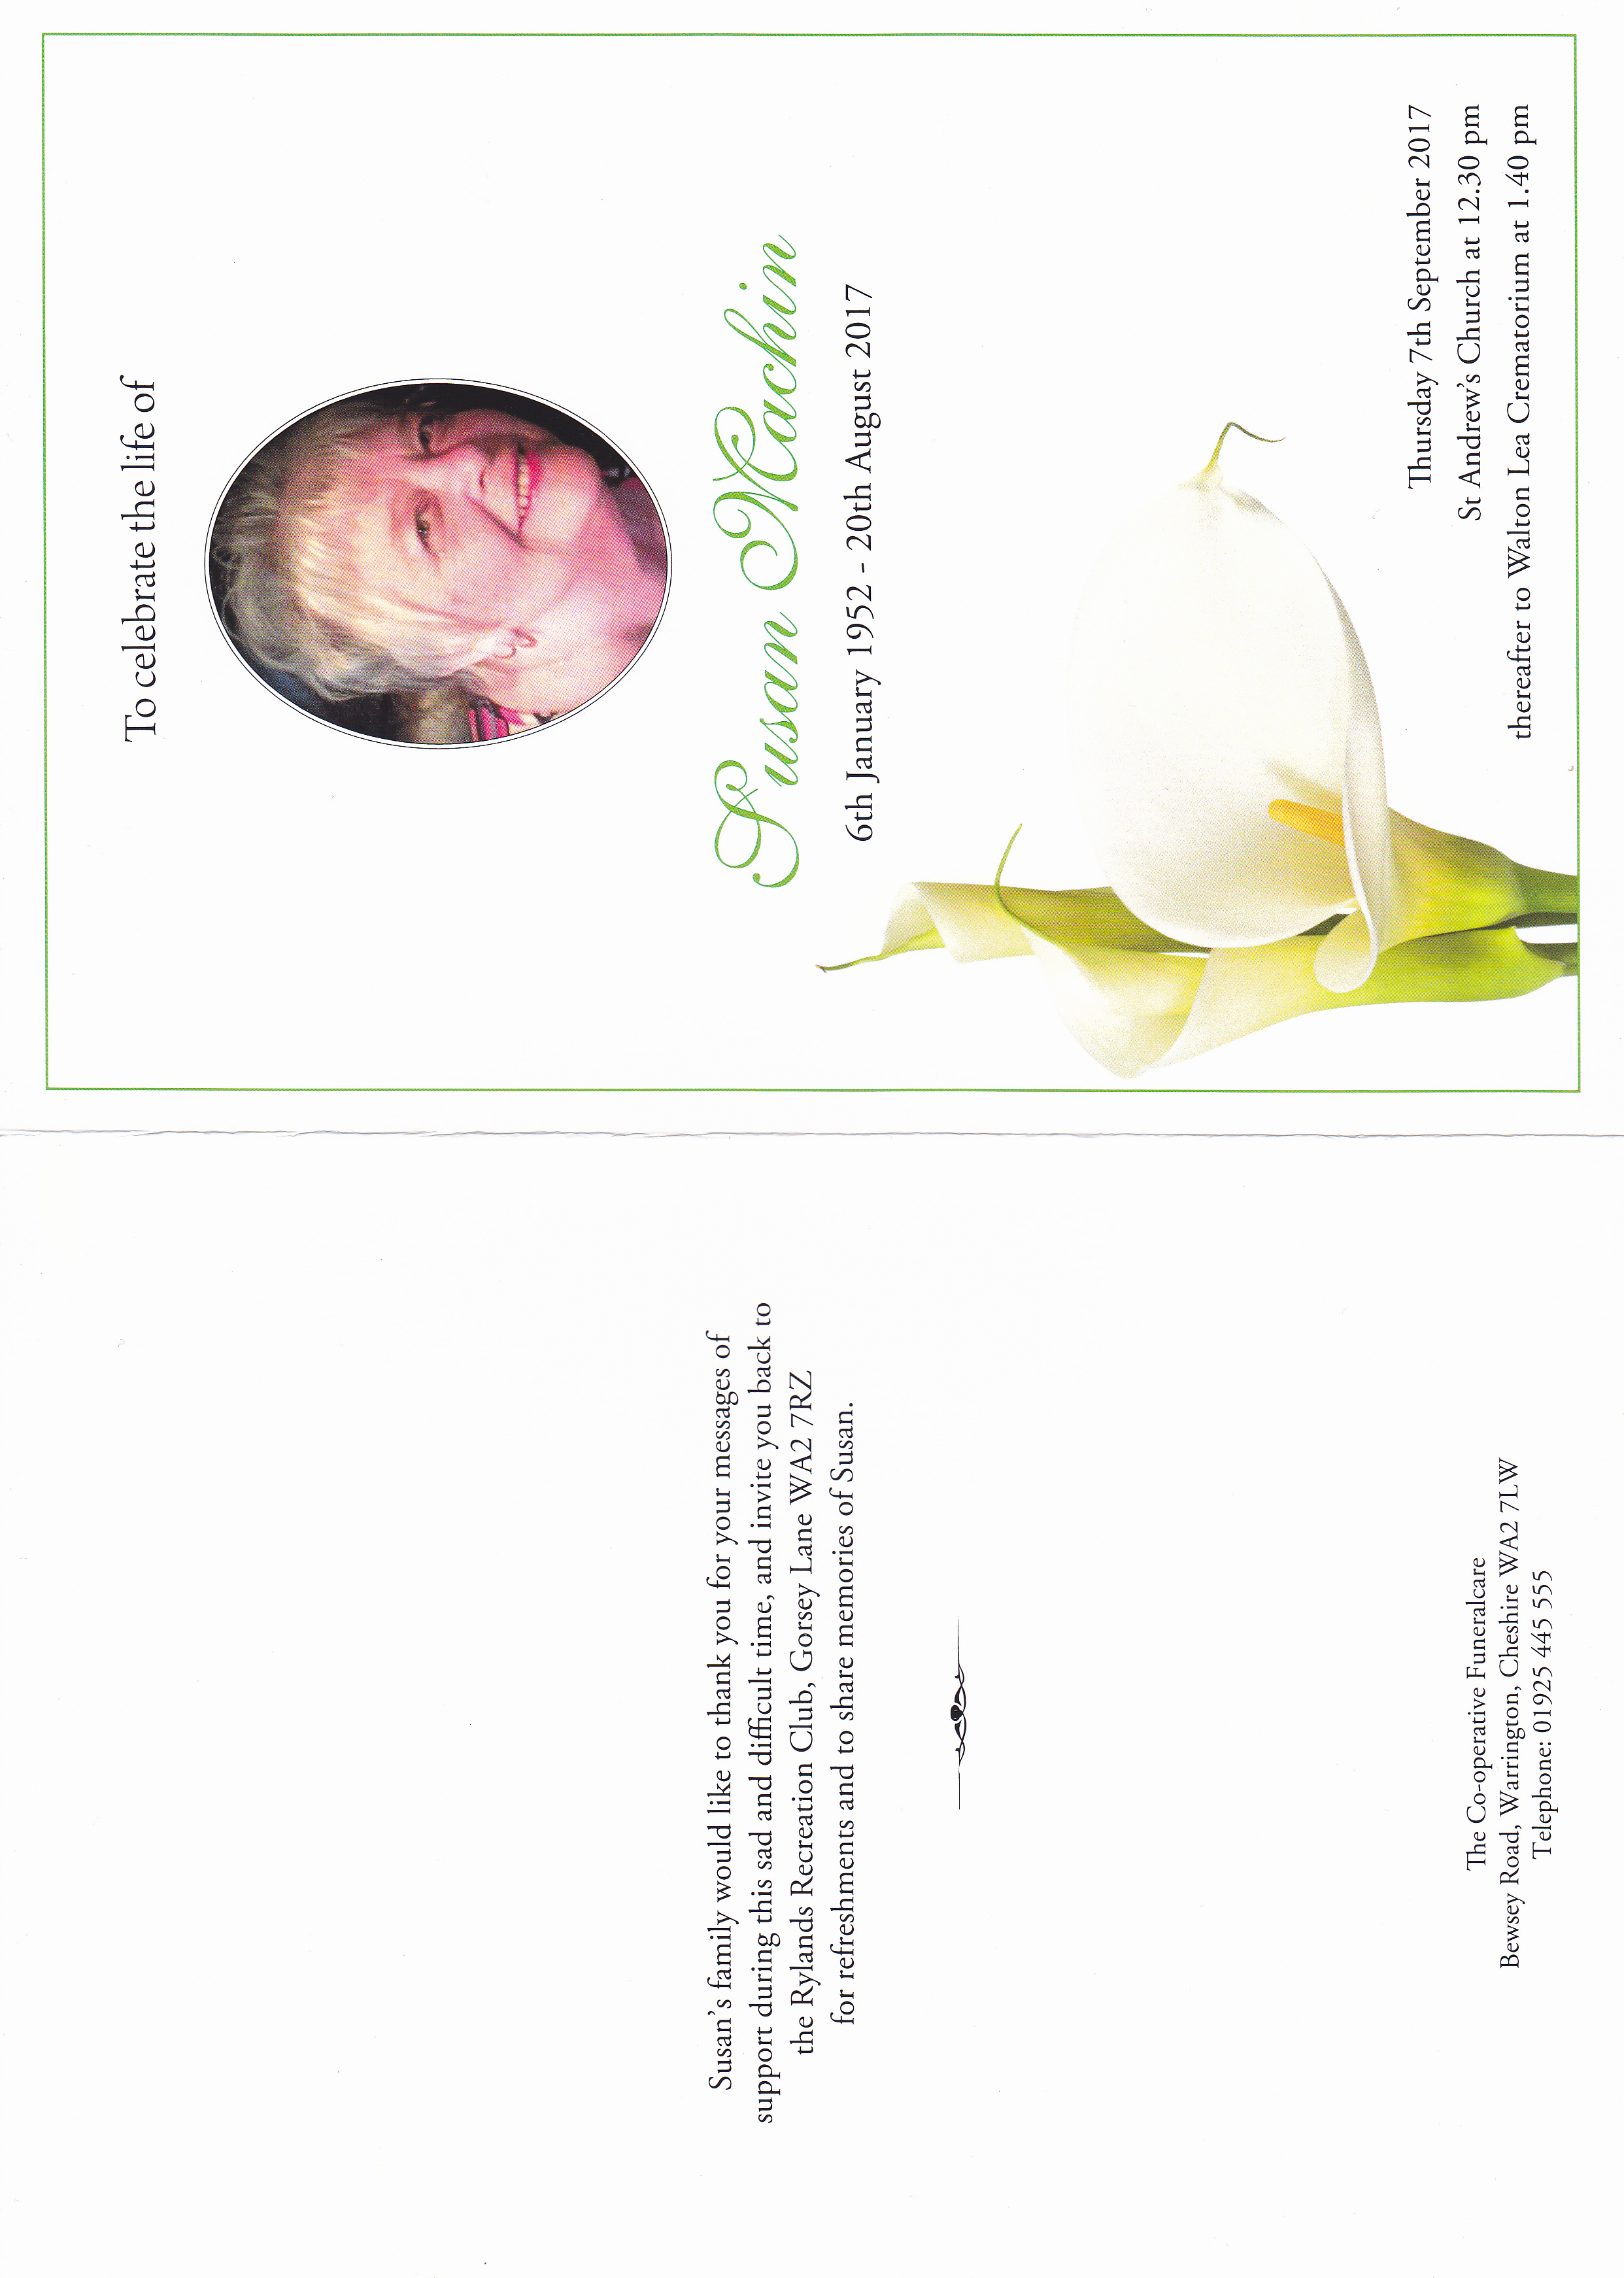 Susan’s family would like to thank you for your messages of
support during this sad and difficult time, and invite you back to
the Rylands Recreation Club, Gorsey Lane WA2 7RZ
for refreshments and to share memories of Susan.
The Co-operative Funeralcare
Bewsey Road, Warrington, Cheshire WA2 7LW
Telephone: 01925 445 555
To celebrate the life of
Susan Machin
6th January 1952 - 20th August 2017
Thursday 7th September 2017
St Andrew’s Church at 12.30 pm
thereafter to Walton Lea Crematorium at 1.40 pm